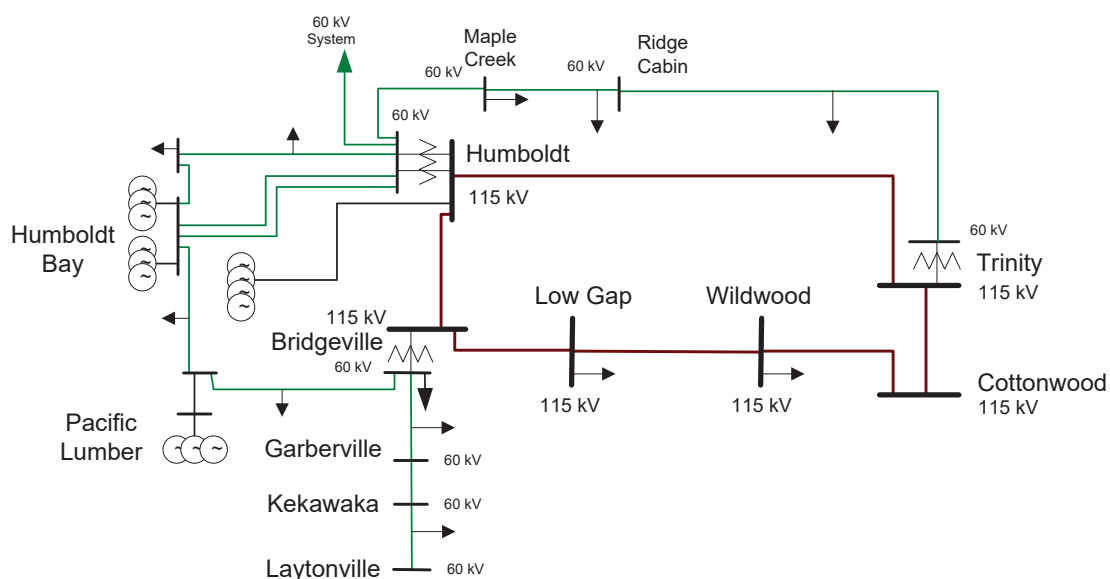 60 kV
System
Maple
Creek
60 kV
60 kV
Ridge
Cabin
60 kV
Humboldt
115 kV
Humboldt
Bay
~
~
~
~
~
~
~
~
~
~
60 kV
Trinity
115 kV
Low Gap
115 kV
Wildwood
115 kV
115 kV
Bridgeville
60 kV
Cottonwood
115 kV
Pacific
Lumber
~ ~ ~
Garberville
60 kV
Kekawaka
60 kV
Laytonville
60 kV